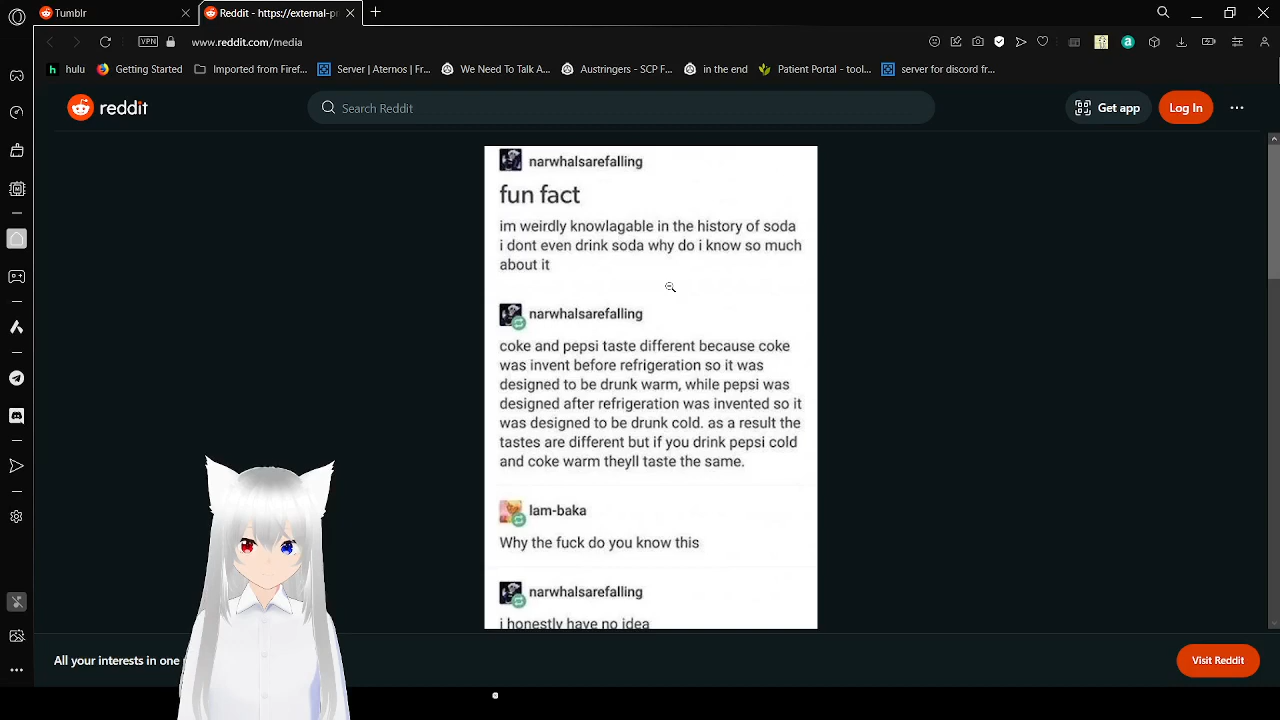 Tumblr
Reddit - https://external-pr
VPN
www.reddit.com/media
hulu
Getting Started
Imported from Firef...
Server | Aternos | Fr...
We Need To Talk A...
Austringers - SCP F...
in the end
Patient Portal - tool...
server for discord fr...
reddit
Search Reddit
Get app
Log In
narwhalsarefalling
fun fact
im weirdly knowlagable in the history of soda
i dont even drink soda why do i know so much
about it
narwhalsarefalling
coke and pepsi taste different because coke
was invent before refrigeration so it was
designed to be drunk warm, while pepsi was
designed after refrigeration was invented so it
was designed to be drunk cold. as a result the
tastes are different but if you drink pepsi cold
and coke warm theyll taste the same.
lam-baka
Why the fuck do you know this
narwhalsarefalling
i honestly have no idea
All your interests in one
Visit Reddit